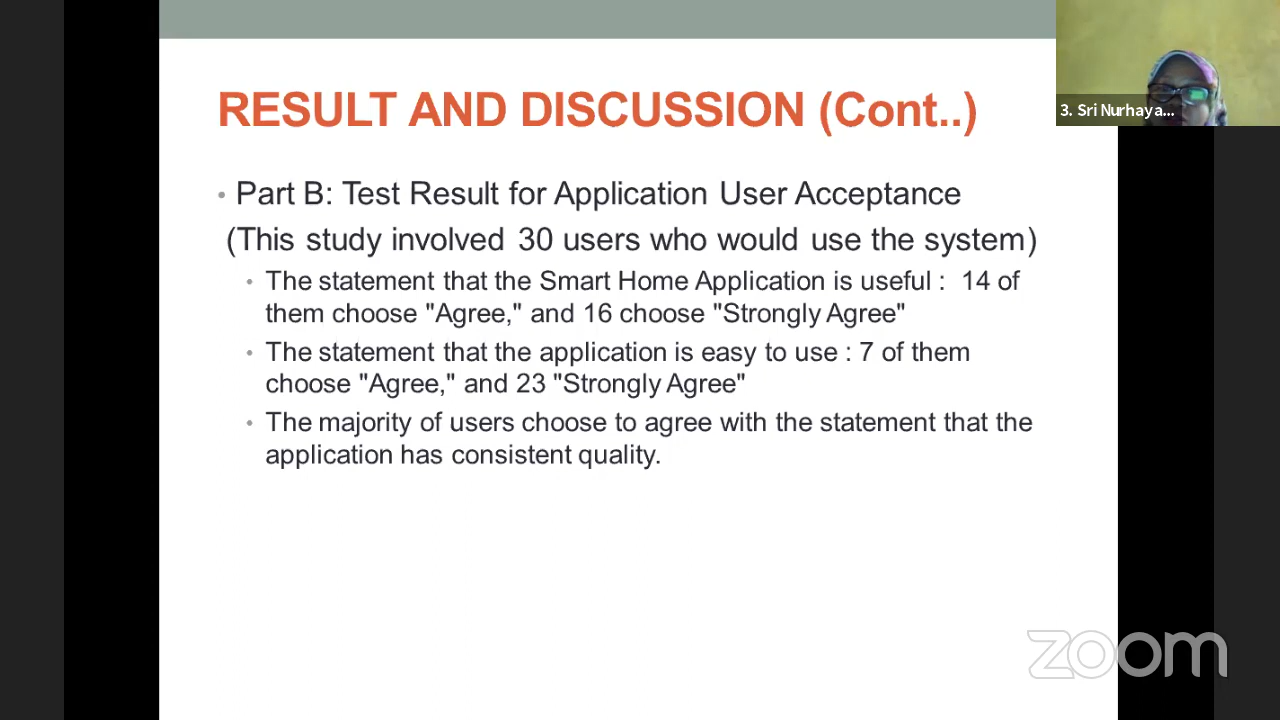 RESULT AND DISCUSSION (Cont..)
3. Sri Nurhaya...
• Part B: Test Result for Application User Acceptance
(This study involved 30 users who would use the system)
• The statement that the Smart Home Application is useful : 14 of
them choose "Agree," and 16 choose "Strongly Agree"
• The statement that the application is easy to use : 7 of them
choose "Agree," and 23 "Strongly Agree"
• The majority of users choose to agree with the statement that the
application has consistent quality.
zoom